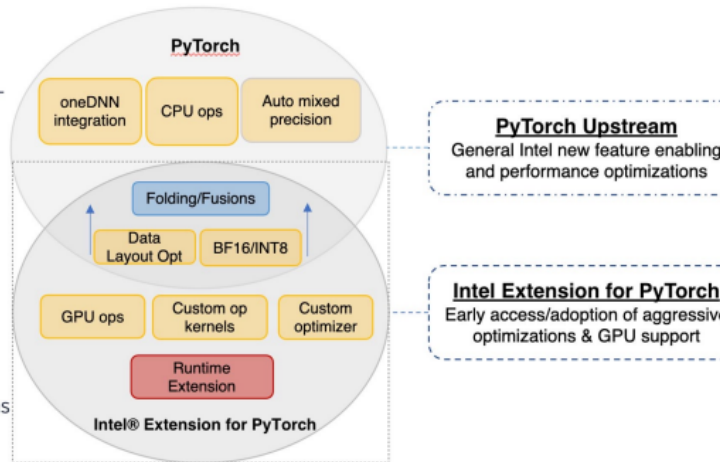 PyTorch
oneDNN
integration
CPU ops
Auto mixed
precision
PyTorch Upstream
General Intel new feature enabling
and performance optimizations
Folding/Fusions
Data
Layout Opt
BF16/INT8
GPU ops
Custom op
kernels
Custom
optimizer
Intel Extension for PyTorch
Early access/adoption of aggressive
optimizations & GPU support
Runtime
Extension
s
Intel® Extension for PyTorch